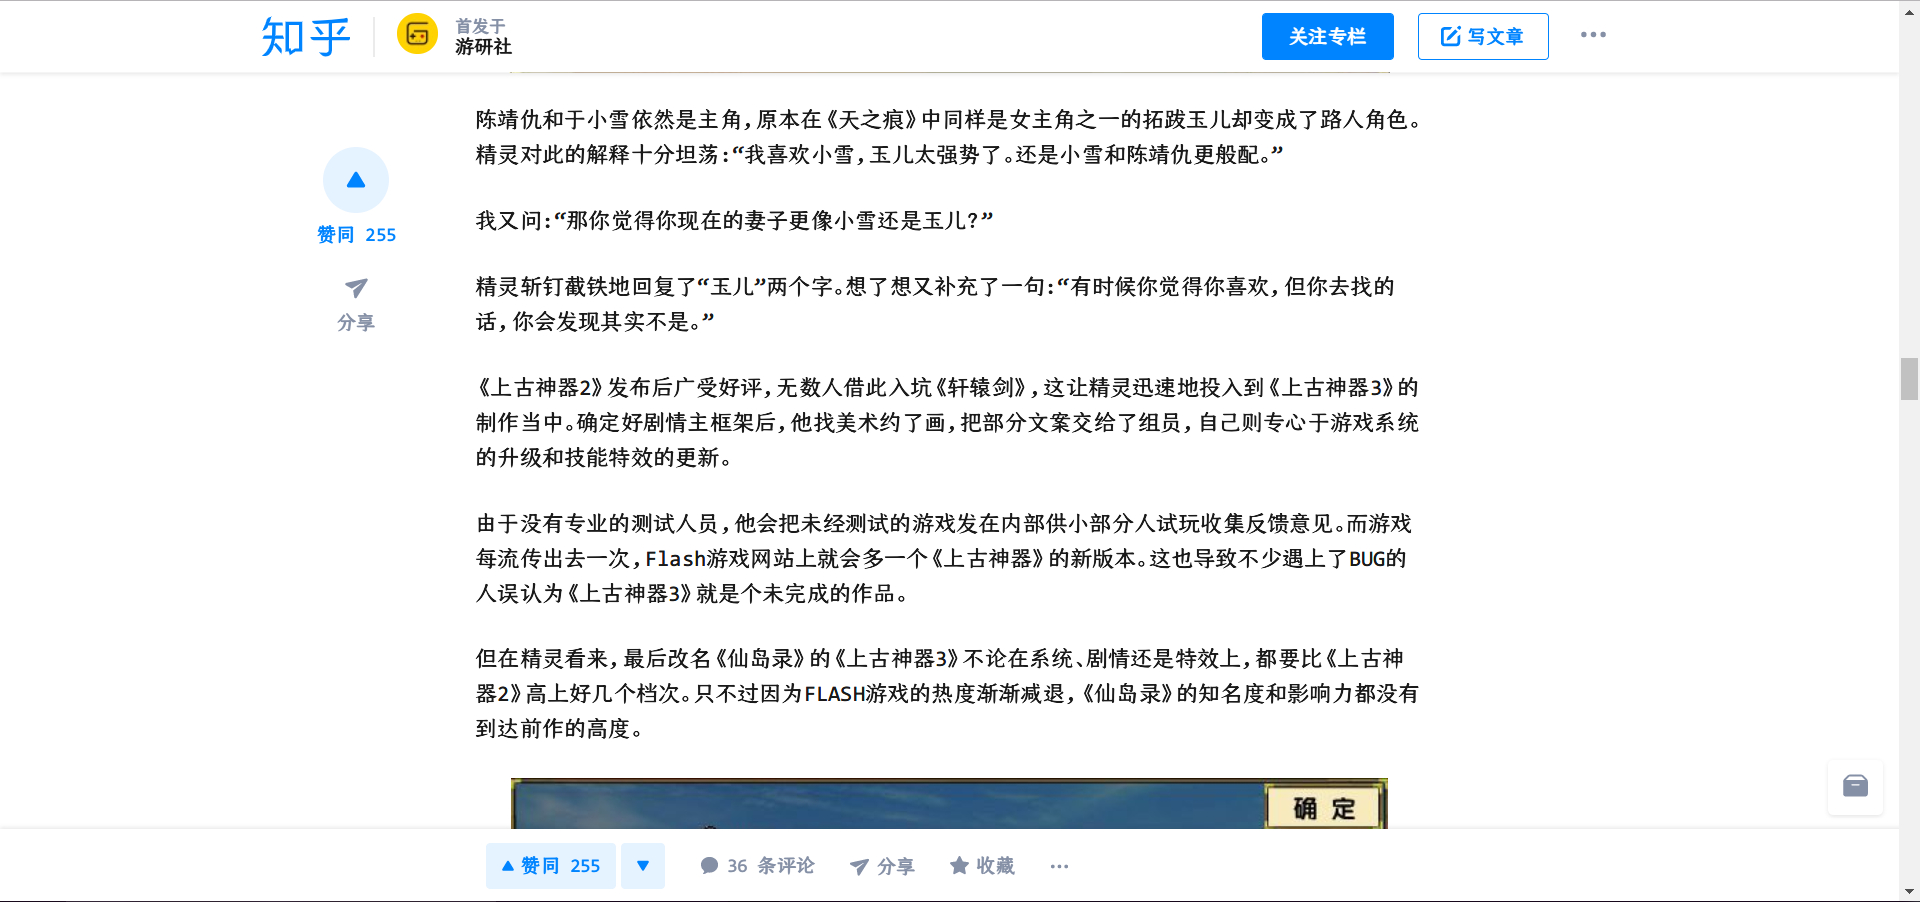 知乎
首发于
游研社
关注专栏
写文章
陈靖仇和于小雪依然是主角,原本在《天之痕》中同样是女主角之一的拓跋玉儿却变成了路人角色。
精灵对此的解释十分坦荡:“我喜欢小雪,玉儿太强势了。还是小雪和陈靖仇更般配。”
赞同 255
分享
我又问:“那你觉得你现在的妻子更像小雪还是玉儿?”
精灵斩钉截铁地回复了“玉儿”两个字。想了想又补充了一句:“有时候你觉得你喜欢,但你去找的
话,你会发现其实不是。”
《上古神器2》发布后广受好评,无数人借此入坑《轩辕剑》,这让精灵迅速地投入到《上古神器3》的
制作当中。确定好剧情主框架后,他找美术约了画,把部分文案交给了组员,自己则专心于游戏系统
的升级和技能特效的更新。
由于没有专业的测试人员,他会把未经测试的游戏发在内部供小部分人试玩收集反馈意见。而游戏
每流传出去一次,Flash游戏网站上就会多一个《上古神器》的新版本。这也导致不少遇上了BUG的
人误认为《上古神器3》就是个未完成的作品。
但在精灵看来,最后改名《仙岛录》的《上古神器3》不论在系统、剧情还是特效上,都要比《上古神
器2》高上好几个档次。只不过因为FLASH游戏的热度渐渐减退,《仙岛录》的知名度和影响力都没有
到达前作的高度。
确 定
赞同 255
36 条评论
分享
收藏